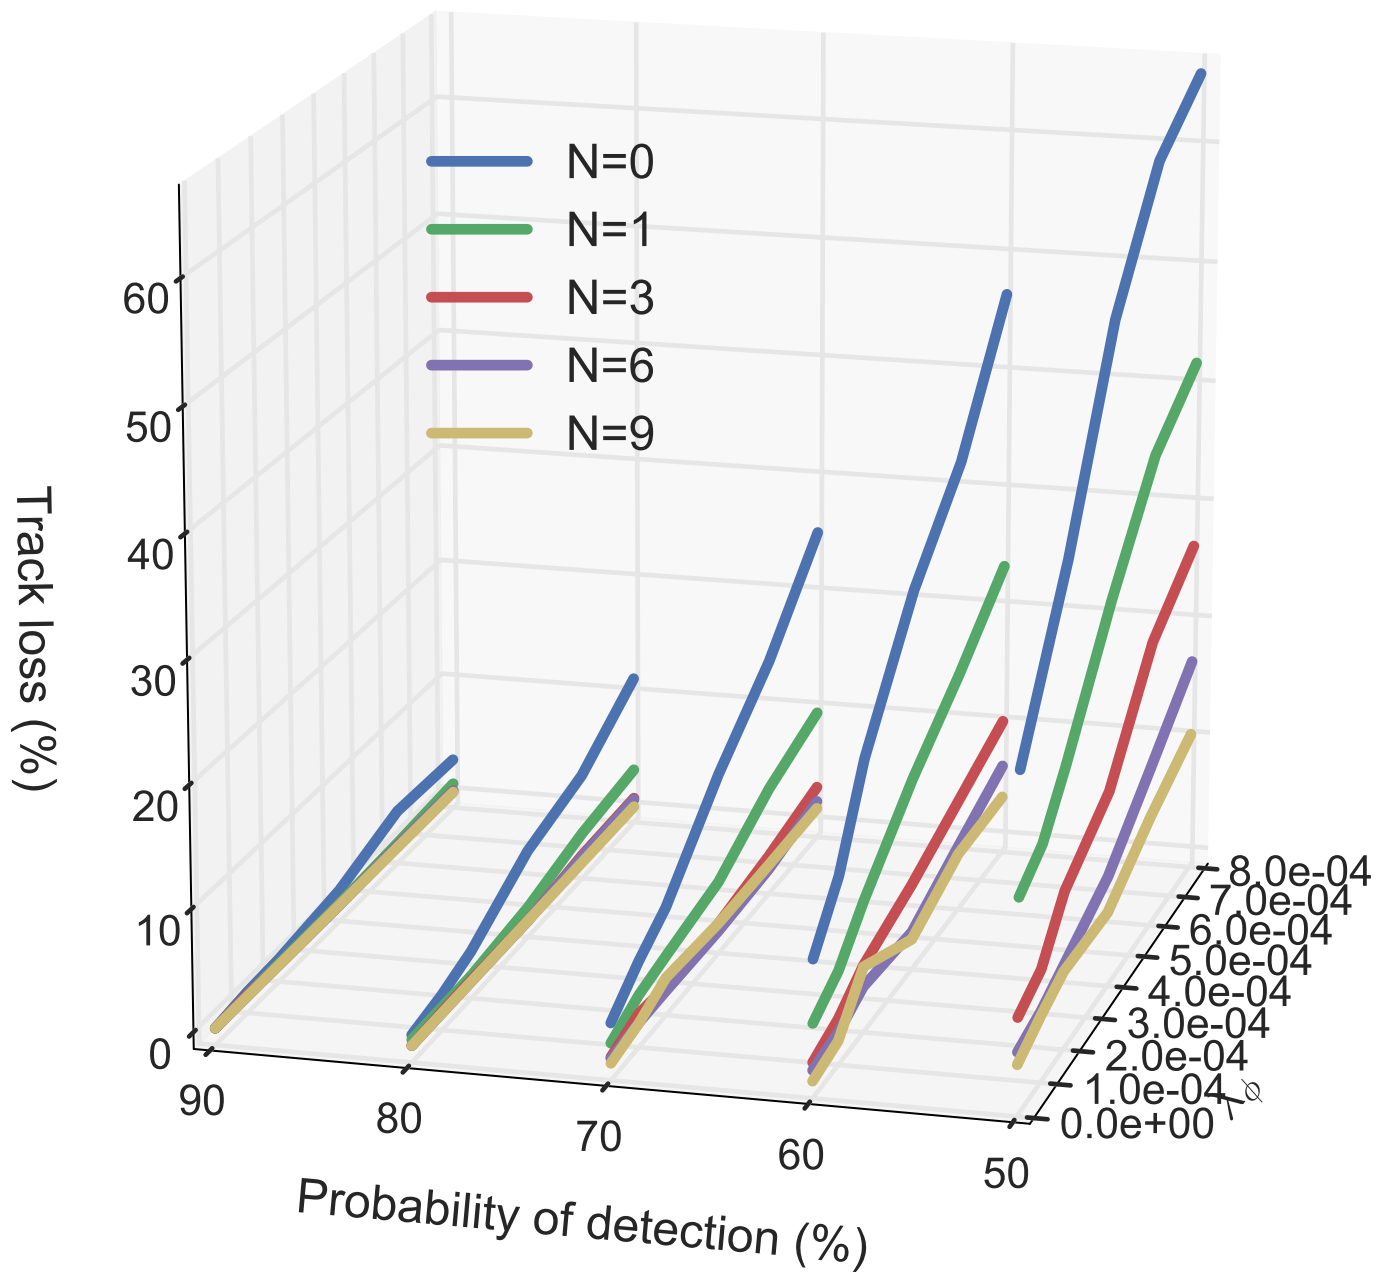 N=0
N=1
N=3
N=6
N=9
60
50
40
30
20
10
0
Track loss (%)
90
80
70
60
50
Probability of detection (%)
8.0e-04
7.0e-04
6.0e-04
5.0e-04
4.0e-04
3.0e-04
2.0e-04
1.0e-04
0.0e+00
λϕ